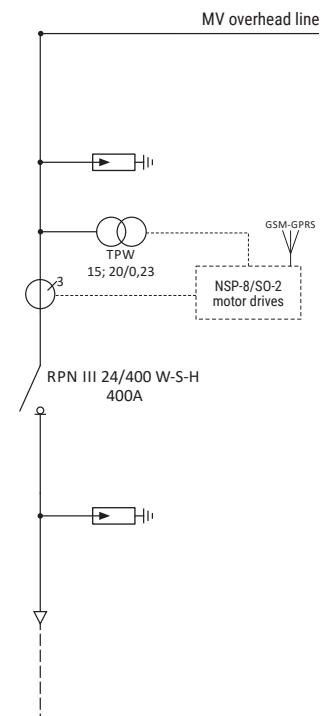 MV overhead line
GSM-GPRS
TPW
15; 20/0,23
NSP-8/SO-2
motor drives
3
RPN III 24/400 W-S-H
400A